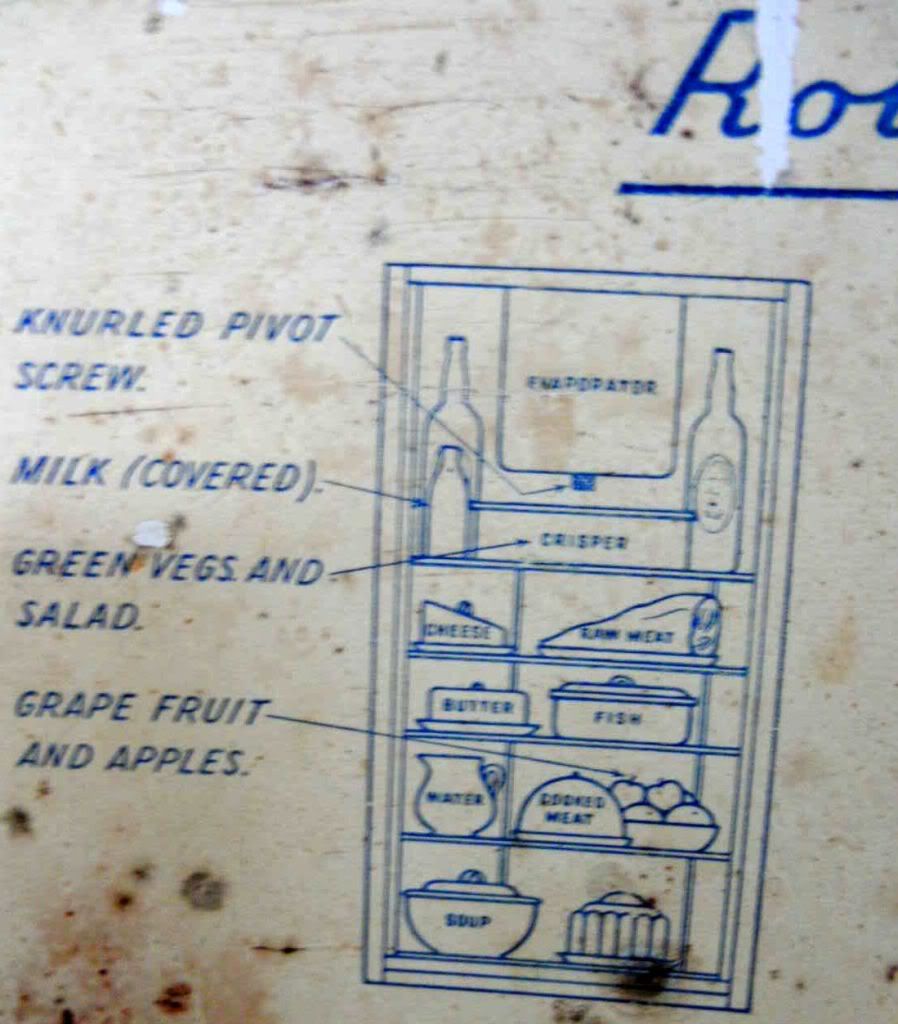 KNURLED PIVOT
SCREW.
MILK (COVERED).
GREEN VEGS. AND
SALAD.
GRAPE FRUIT
AND APPLES.
EVAPORATOR
CRISPER
CHEESE
RAW MEAT
BUTTER
FISH
WATER
COOKED
MEAT
SOUP